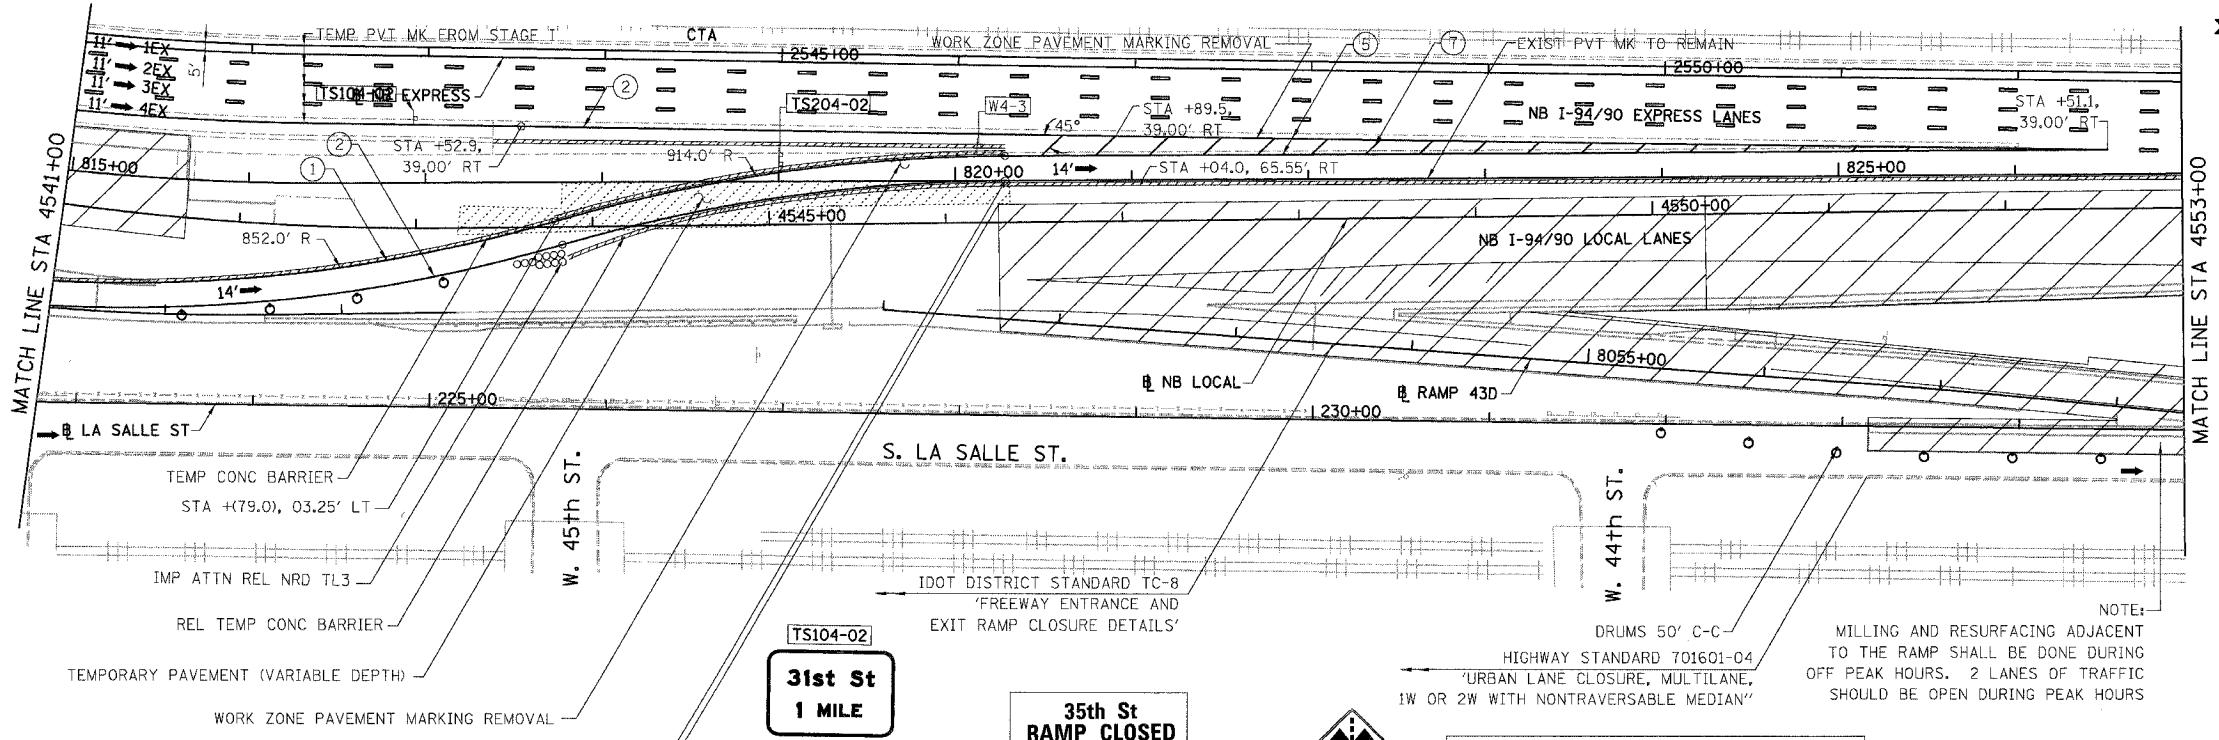 TEMP PVT MK FROM STAGE I
CTA
WORK ZONE PAVEMENT MARKING REMOVAL
5
7
EXIST PVT MK TO REMAIN
11' 1EX
11' 2EX
11' 3EX
11' 4EX
5'
2545+00
2550+00
TS104-02
EXPRESS
2
TS204-02
W4-3
STA +89.5,
39.00' RT
45°
NB I-94/90 EXPRESS LANES
STA +51.1,
39.00' RT
MATCH LINE STA 4541+00
815+00
2
1
STA +52.9,
39.00' RT
914.0' R
820+00
14'
STA +04.0, 65.55' RT
825+00
MATCH LINE STA 4553+00
4545+00
4550+00
852.0' R
NB I-94/90 LOCAL LANES
14'
8055+00
℄ NB LOCAL
℄ RAMP 43D
225+00
230+00
℄ LA SALLE ST
S. LA SALLE ST.
W. 45th ST.
W. 44th ST.
TEMP CONC BARRIER
STA +(79.0), 03.25' LT
IMP ATTN REL NRD TL3
REL TEMP CONC BARRIER
TEMPORARY PAVEMENT (VARIABLE DEPTH)
WORK ZONE PAVEMENT MARKING REMOVAL
IDOT DISTRICT STANDARD TC-8
'FREEWAY ENTRANCE AND
EXIT RAMP CLOSURE DETAILS'
TS104-02
31st St
1 MILE
35th St
RAMP CLOSED
DRUMS 50' C-C
HIGHWAY STANDARD 701601-04
'URBAN LANE CLOSURE, MULTILANE,
1W OR 2W WITH NONTRAVERSABLE MEDIAN"
NOTE:
MILLING AND RESURFACING ADJACENT
TO THE RAMP SHALL BE DONE DURING
OFF PEAK HOURS. 2 LANES OF TRAFFIC
SHOULD BE OPEN DURING PEAK HOURS